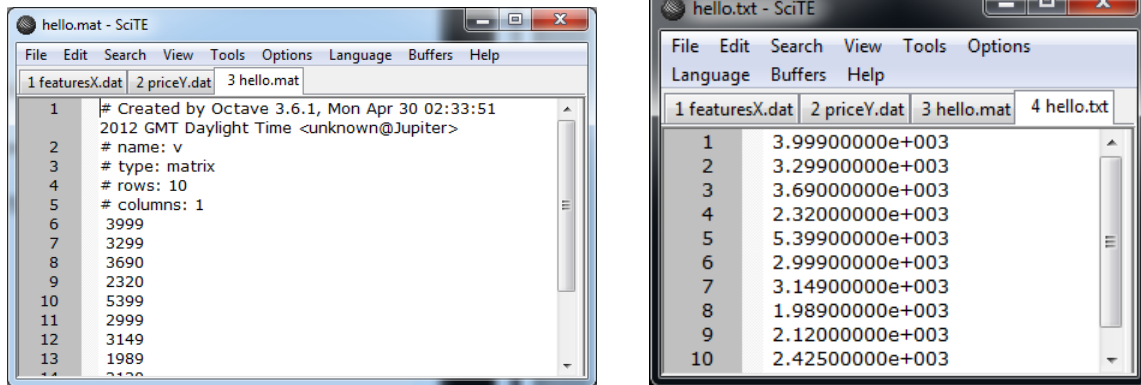 hello.mat - SciTE
File Edit Search View Tools Options Language Buffers Help
1 featuresX.dat 2 priceY.dat 3 hello.mat
1 # Created by Octave 3.6.1, Mon Apr 30 02:33:51
2012 GMT Daylight Time <unknown@Jupiter>
2 # name: v
3 # type: matrix
4 # rows: 10
5 # columns: 1
6 3999
7 3299
8 3690
9 2320
10 5399
11 2999
12 3149
13 1989
hello.txt - SciTE
File Edit Search View Tools Options
Language Buffers Help
1 featuresX.dat 2 priceY.dat 3 hello.mat 4 hello.txt
1 3.99900000e+003
2 3.29900000e+003
3 3.69000000e+003
4 2.32000000e+003
5 5.39900000e+003
6 2.99900000e+003
7 3.14900000e+003
8 1.98900000e+003
9 2.12000000e+003
10 2.42500000e+003